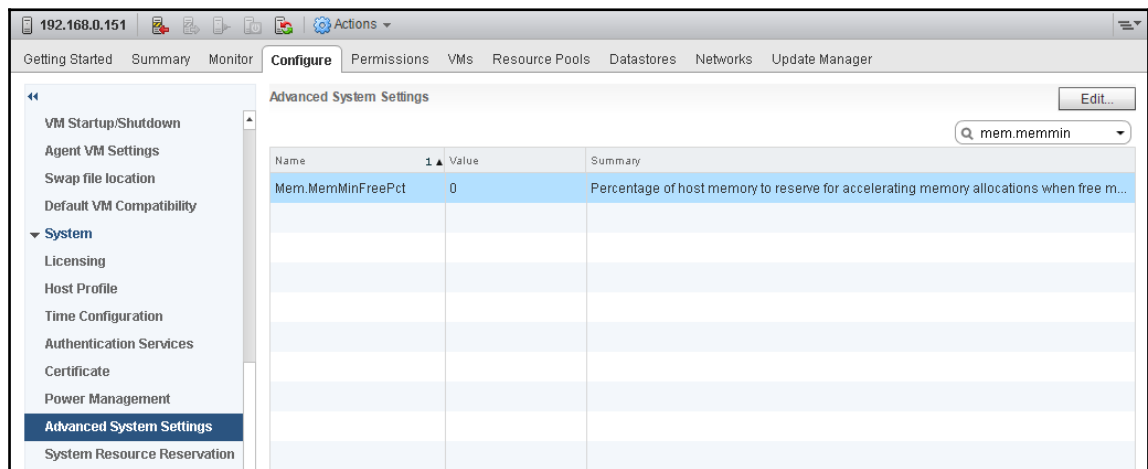 192.168.0.151 Actions
Getting Started Summary Monitor Configure Permissions VMs Resource Pools Datastores Networks Update Manager
VM Startup/Shutdown
Agent VM Settings
Swap file location
Default VM Compatibility
System
Licensing
Host Profile
Time Configuration
Authentication Services
Certificate
Power Management
Advanced System Settings
System Resource Reservation
Advanced System Settings
Edit...
mem.memmin
Name 1 Value Summary
Mem.MemMinFreePct 0 Percentage of host memory to reserve for accelerating memory allocations when free m...